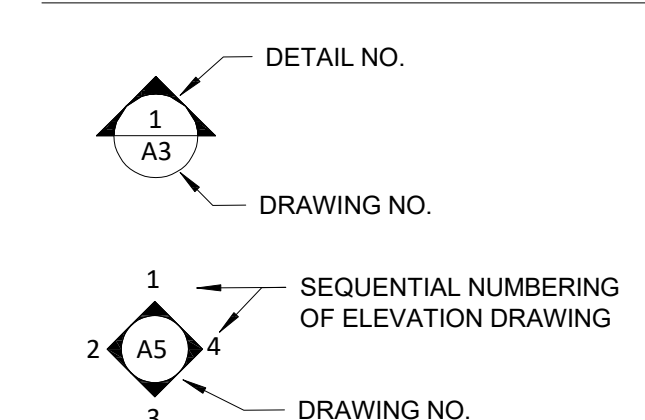 DETAIL NO.
1
A3
DRAWING NO.
1
SEQUENTIAL NUMBERING
OF ELEVATION DRAWING
2 A5 4
DRAWING NO.
3